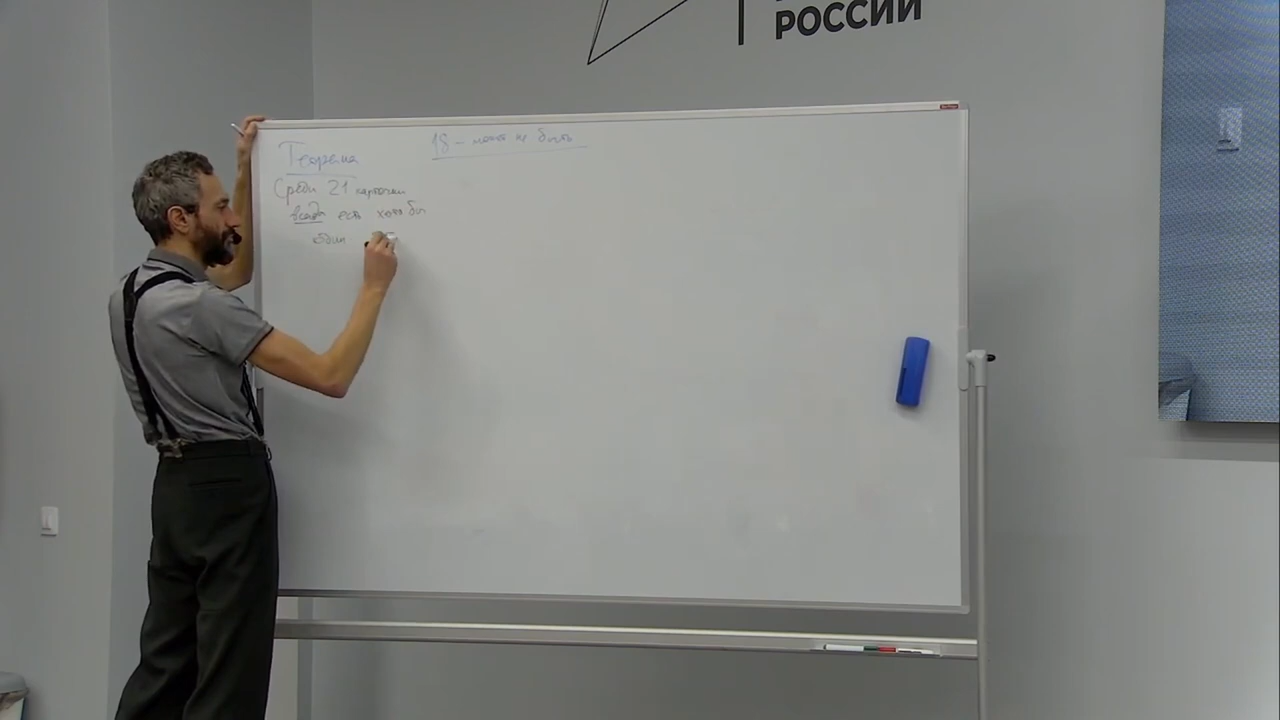 РОССИИ
18 - может не быть
Теорема
Среди 21 карточки
всегда есть хотя бы
один